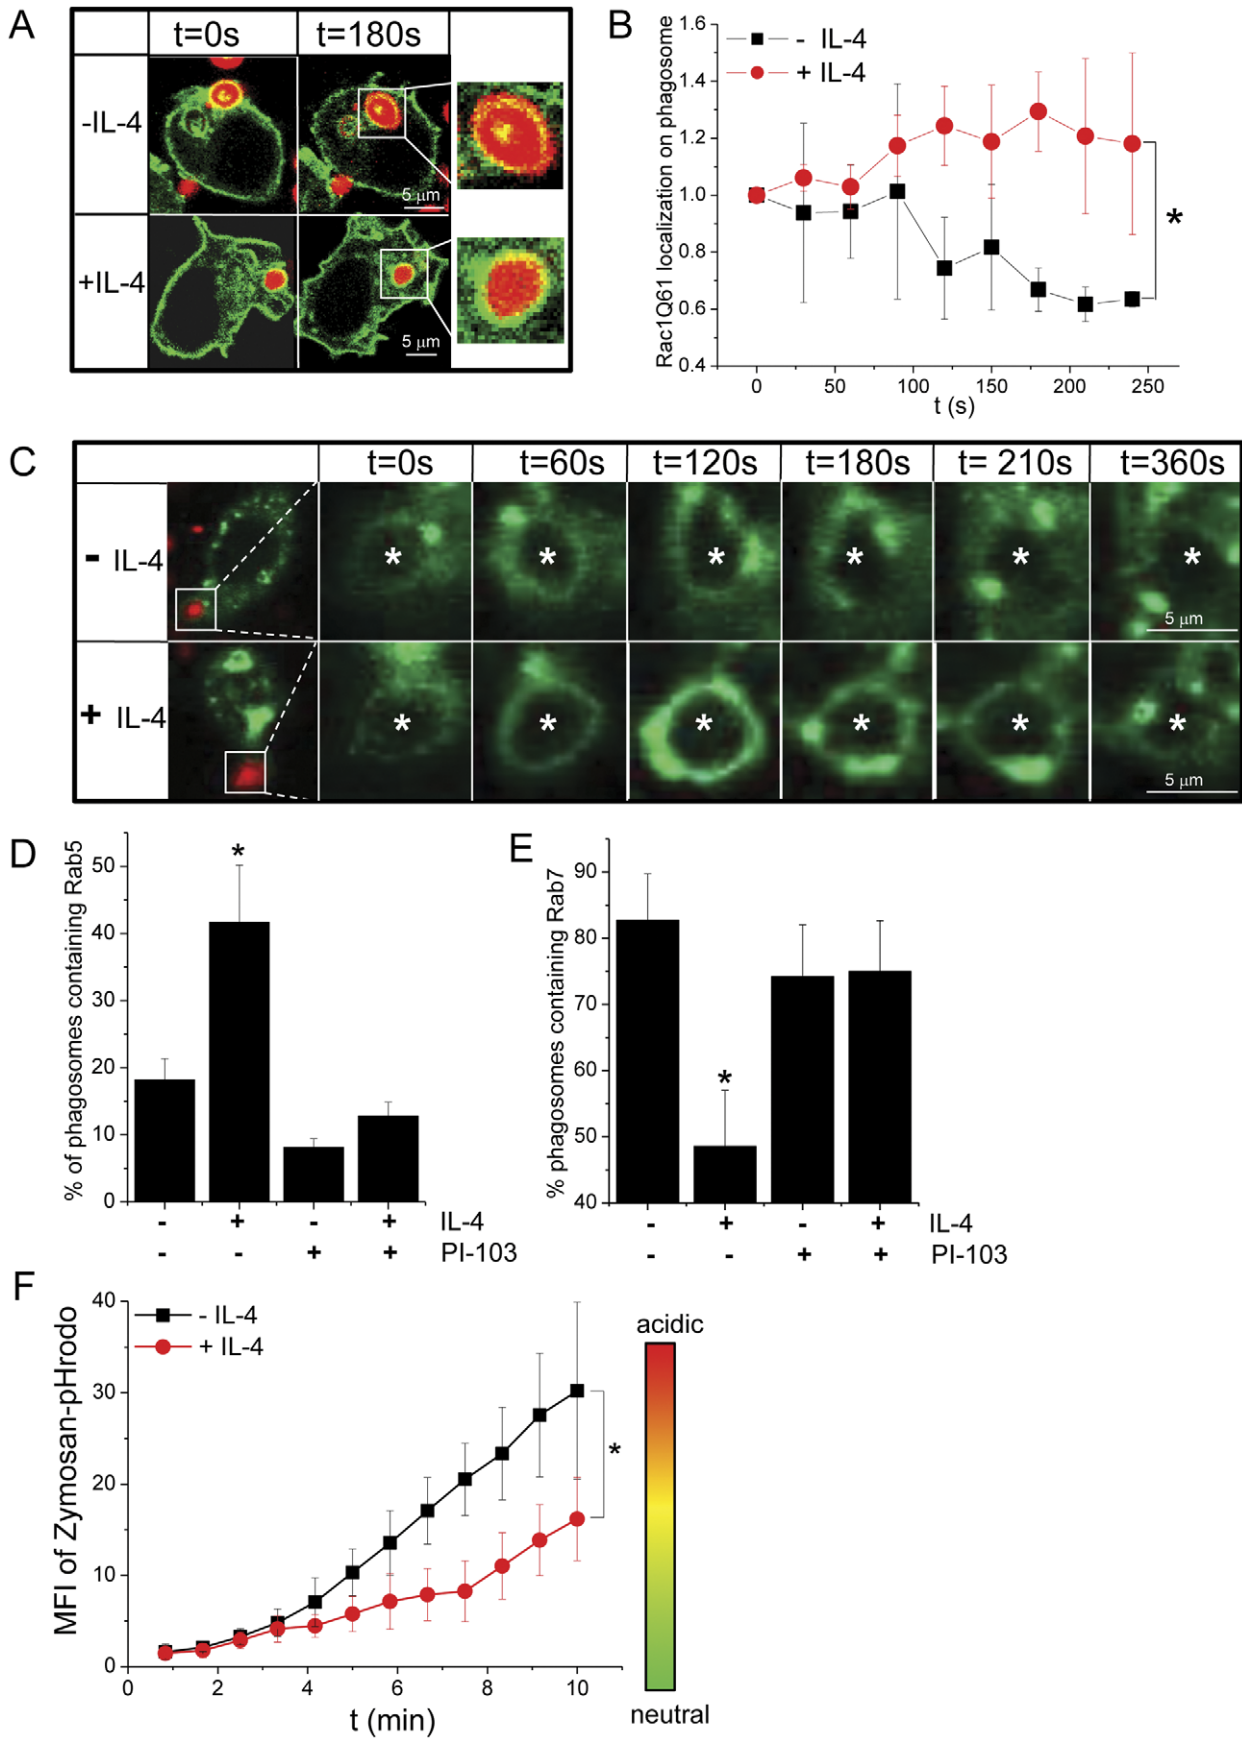 A
t=0s t=180s
-IL-4
5 μm
+IL-4
5 μm
B
Rac1Q61 localization on phagosome
1.6
1.4
1.2
1.0
0.8
0.6
0.4
- IL-4
+ IL-4
*
0 50 100 150 200 250
t (s)
C
t=0s t=60s t=120s t=180s t= 210s t=360s
- IL-4
* * * * * *
5 μm
+ IL-4
* * * * * *
5 μm
D
% of phagosomes containing Rab5
50
40
30
20
10
0
*
- + - + IL-4
- - + + PI-103
E
% phagosomes containing Rab7
90
80
70
60
50
40
*
- + - + IL-4
- - + + PI-103
F
MFI of Zymosan-pHrodo
40
30
20
10
0
- IL-4
+ IL-4
*
0 2 4 6 8 10
t (min)
acidic
neutral